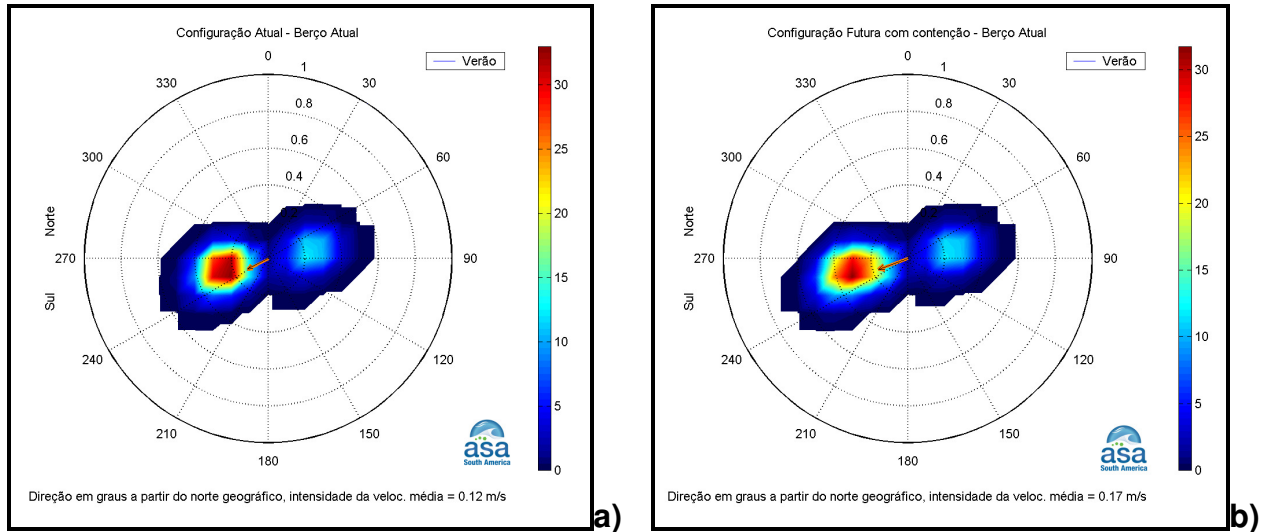 Configuração Atual - Berço Atual
Verão
0
30
60
90
120
150
180
210
240
270
300
330
1
0.8
0.6
0.4
Norte
Sul
30
25
20
15
10
5
0
asa
South America
Direção em graus a partir do norte geográfico, intensidade da veloc. média = 0.12 m/s
a)
Configuração Futura com contenção - Berço Atual
Verão
0
30
60
90
120
150
180
210
240
270
300
330
1
0.8
0.6
0.4
Norte
Sul
30
25
20
15
10
5
0
asa
South America
Direção em graus a partir do norte geográfico, intensidade da veloc. média = 0.17 m/s
b)